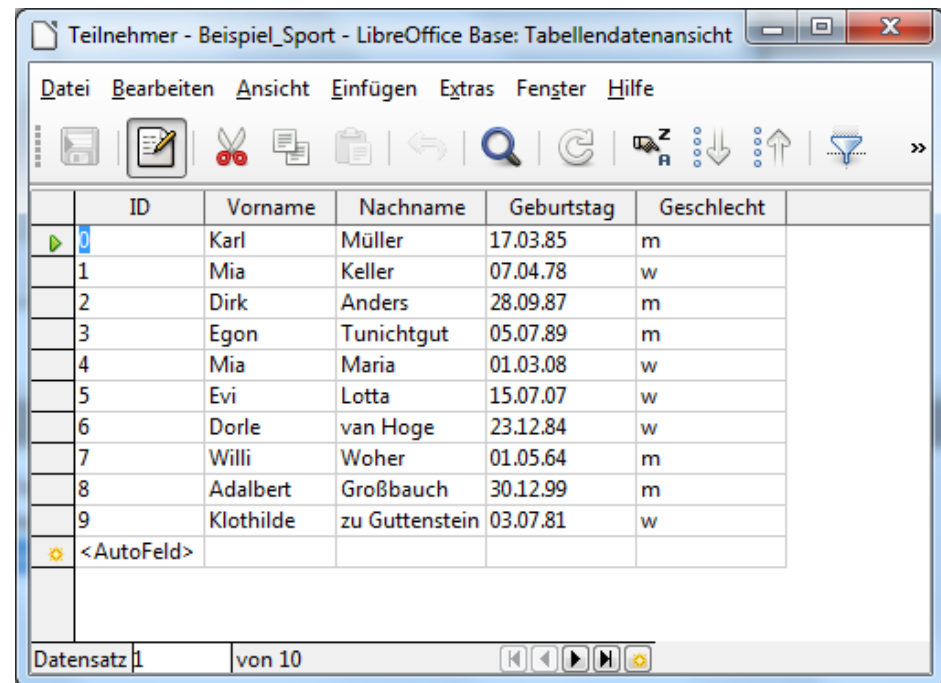 Teilnehmer - Beispiel_Sport - LibreOffice Base: Tabellendatenansicht
Datei Bearbeiten Ansicht Einfügen Extras Fenster Hilfe
ID Vorname Nachname Geburtstag Geschlecht
0 Karl Müller 17.03.85 m
1 Mia Keller 07.04.78 w
2 Dirk Anders 28.09.87 m
3 Egon Tunichtgut 05.07.89 m
4 Mia Maria 01.03.08 w
5 Evi Lotta 15.07.07 w
6 Dorle van Hoge 23.12.84 w
7 Willi Woher 01.05.64 m
8 Adalbert Großbauch 30.12.99 m
9 Klothilde zu Guttenstein 03.07.81 w
<AutoFeld>
Datensatz 1 von 10